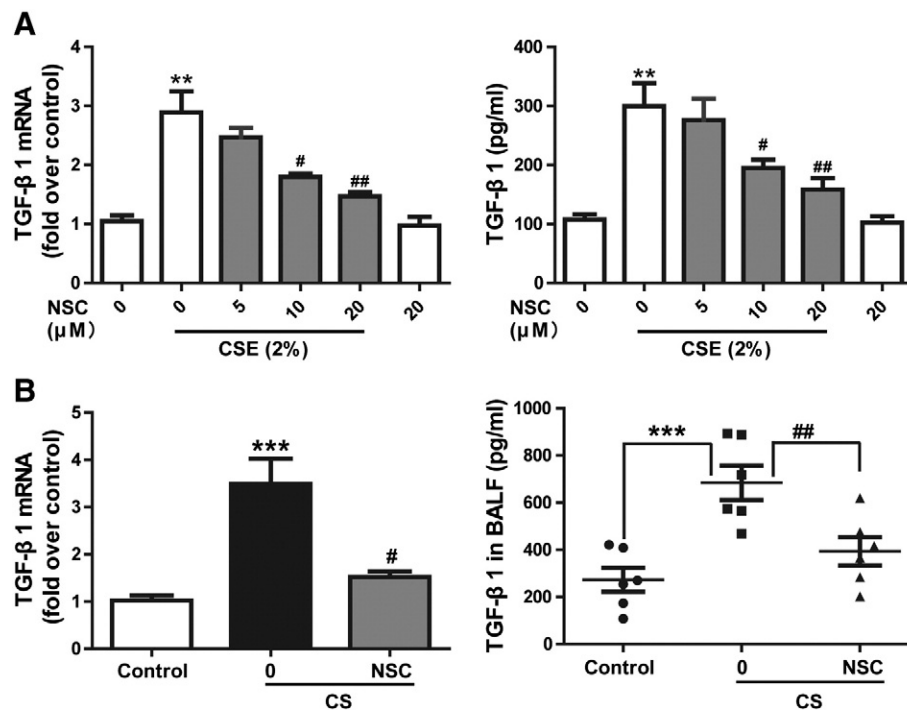 A
TGF-β 1 mRNA
(fold over control)
4
3
2
1
0
**
#
##
NSC
(μM)
0
0
5
10
20
20
CSE (2%)
TGF-β 1 (pg/ml)
400
300
200
100
0
**
#
##
NSC
(μM)
0
0
5
10
20
20
CSE (2%)
B
TGF-β 1 mRNA
(fold over control)
5
4
3
2
1
0
***
#
Control
0
NSC
CS
TGF-β 1 in BALF (pg/ml)
1000
800
600
400
200
0
***
##
Control
0
NSC
CS